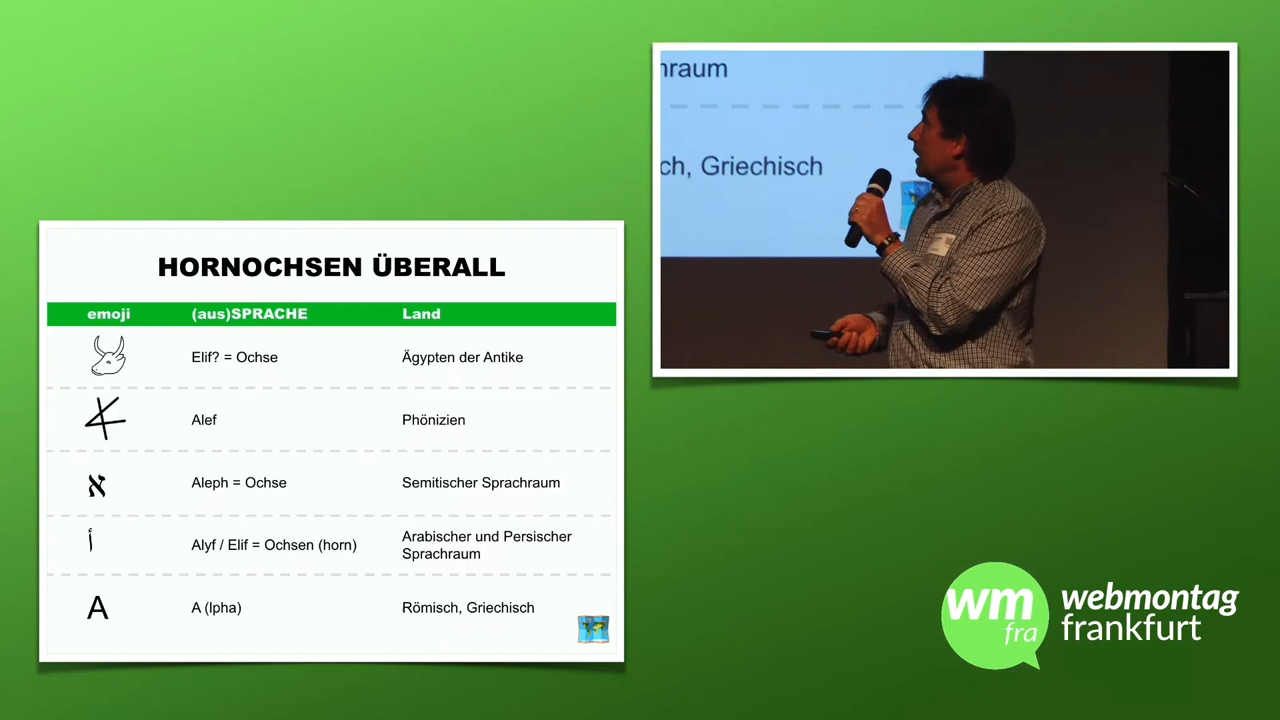 HORNOCHSEN ÜBERALL
emoji (aus)SPRACHE Land
Elif? = Ochse Ägypten der Antike
Alef Phönizien
א Aleph = Ochse Semitischer Sprachraum
أ Alyf / Elif = Ochsen (horn) Arabischer und Persischer
Sprachraum
A A (lpha) Römisch, Griechisch
hraum
ch, Griechisch
wm
fra
webmontag
frankfurt